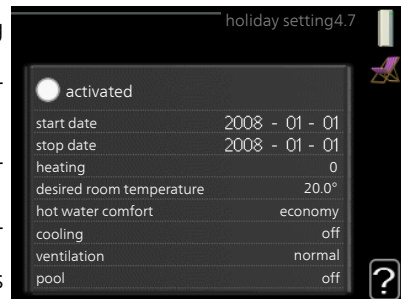 holiday setting4.7
activated
start date 2008 - 01 - 01
stop date 2008 - 01 - 01
heating 0
desired room temperature 20.0°
hot water comfort economy
cooling off
ventilation normal
pool off
?